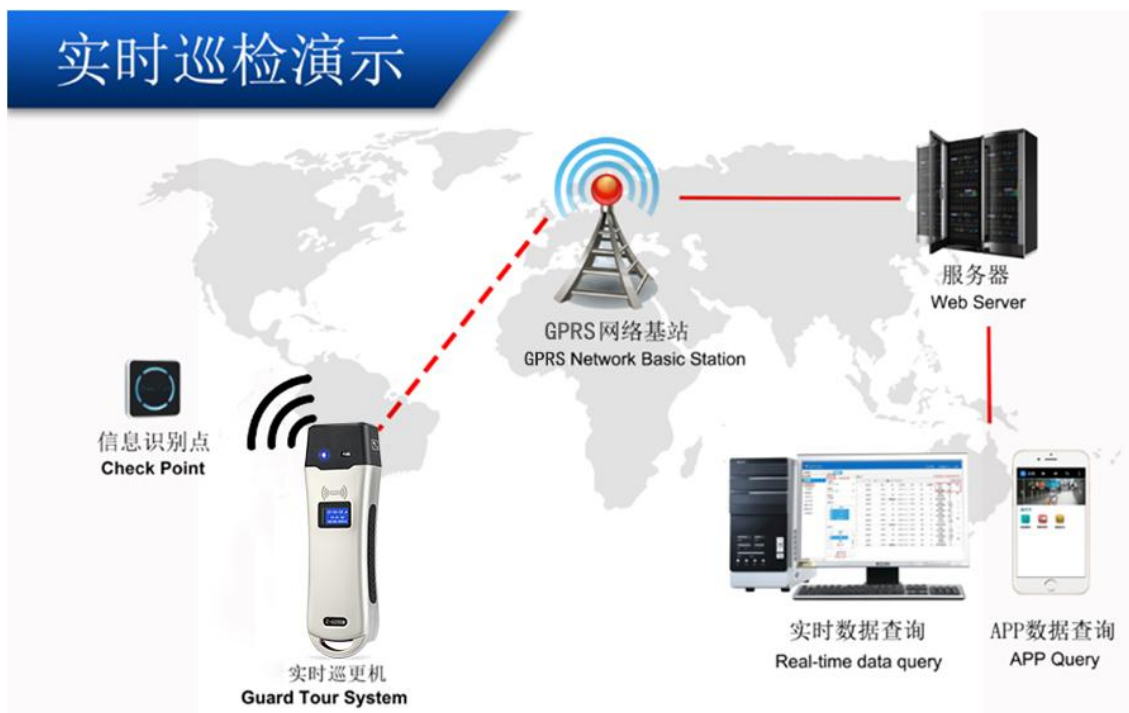 实时巡检演示
服务器
Web Server
GPRS网络基站
GPRS Network Basic Station
信息识别点
Check Point
实时巡更机
Guard Tour System
实时数据查询
Real-time data query
APP数据查询
APP Query